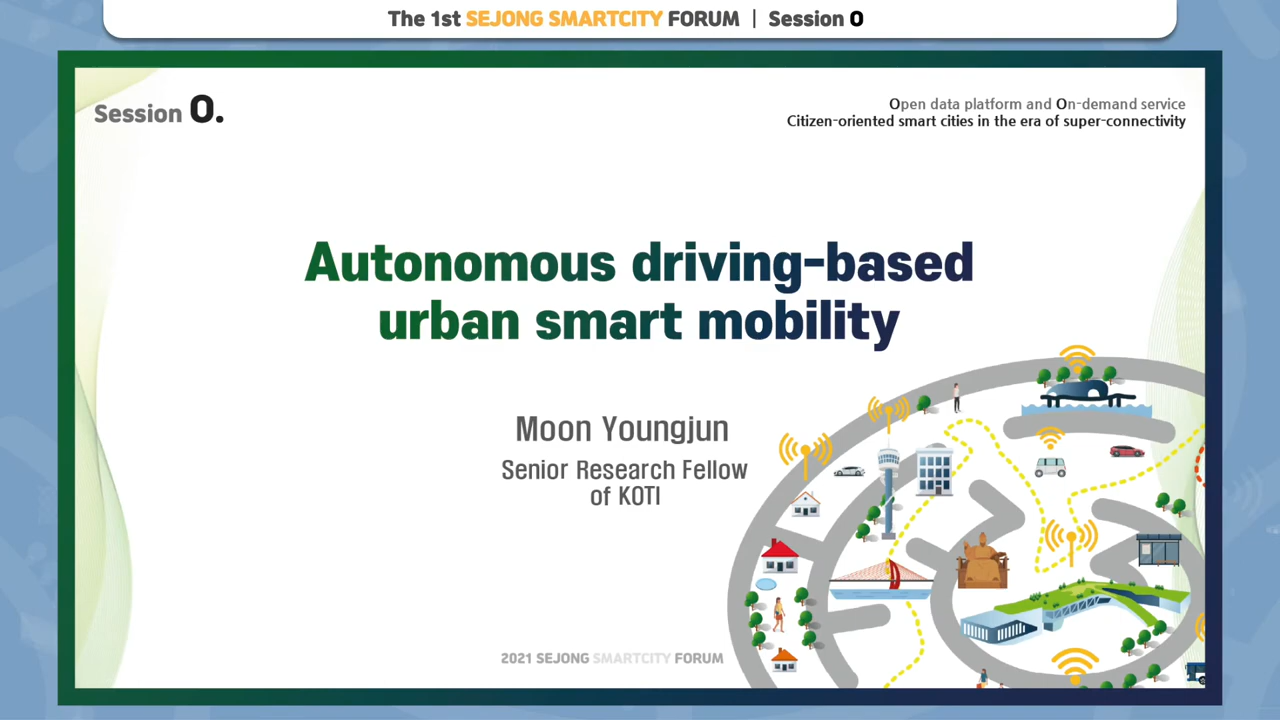 The 1st SEJONG SMARTCITY FORUM | Session O
Session O.
Open data platform and On-demand service
Citizen-oriented smart cities in the era of super-connectivity
Autonomous driving-based
urban smart mobility
Moon Youngjun
Senior Research Fellow
of KOTI
2021 SEJONG SMARTCITY FORUM